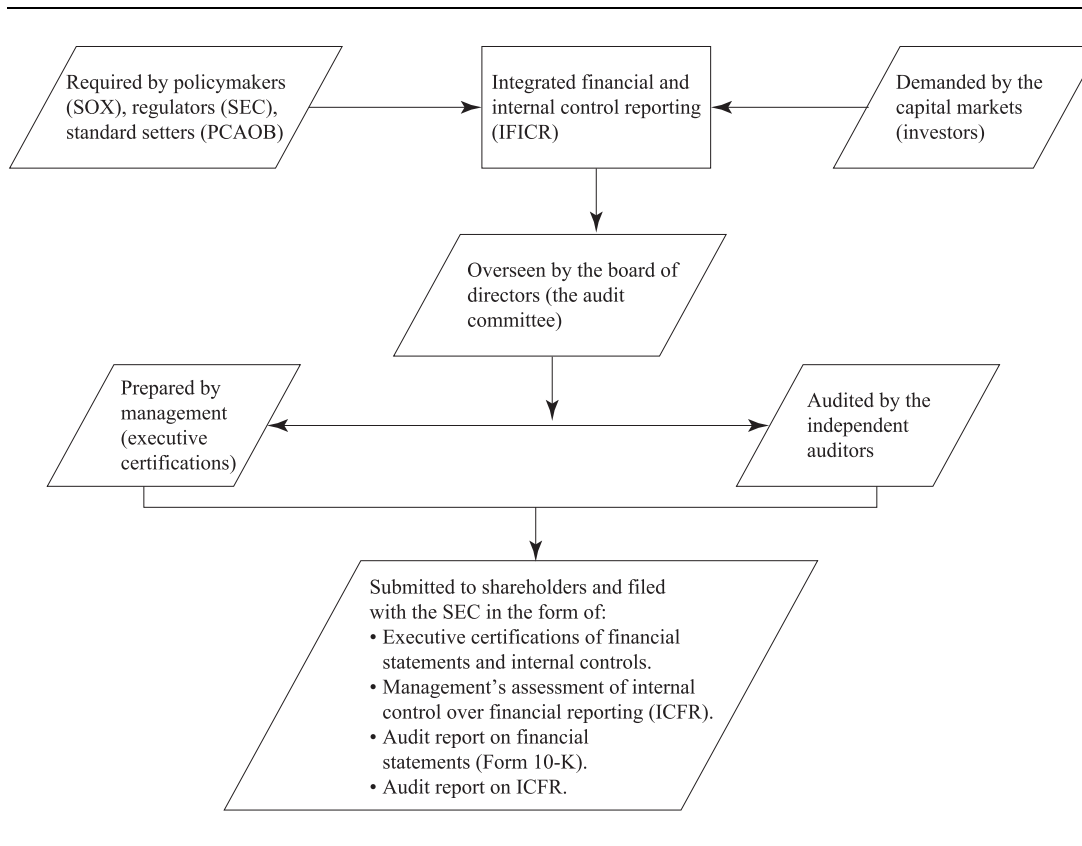 Required by policymakers
(SOX), regulators (SEC),
standard setters (PCAOB)
Integrated financial and
internal control reporting
(IFICR)
Demanded by the
capital markets
(investors)
Overseen by the board of
directors (the audit
committee)
Prepared by
management
(executive
certifications)
Audited by the
independent
auditors
Submitted to shareholders and filed
with the SEC in the form of:
• Executive certifications of financial
statements and internal controls.
• Management’s assessment of internal
control over financial reporting (ICFR).
• Audit report on financial
statements (Form 10-K).
• Audit report on ICFR.